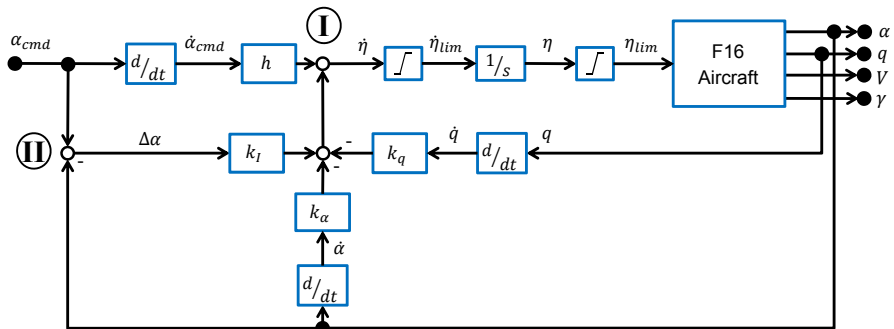 I
α_cmd
d/dt
α̇_cmd
h
η̇
η̇_lim
1/s
η
η_lim
F16
Aircraft
α
q
V
γ
II
-
Δα
k_I
-
-
k_q
q̇
d/dt
q
k_α
α̇
d/dt